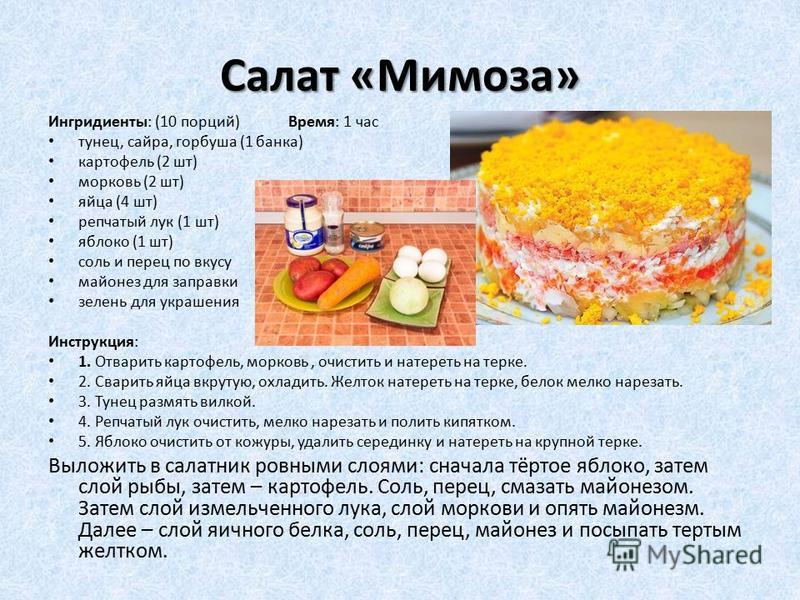 Салат «Мимоза»
Ингридиенты: (10 порций) Время: 1 час
• тунец, сайра, горбуша (1 банка)
• картофель (2 шт)
• морковь (2 шт)
• яйца (4 шт)
• репчатый лук (1 шт)
• яблоко (1 шт)
• соль и перец по вкусу
• майонез для заправки
• зелень для украшения
Инструкция:
• 1. Отварить картофель, морковь , очистить и натереть на терке.
• 2. Сварить яйца вкрутую, охладить. Желток натереть на терке, белок мелко нарезать.
• 3. Тунец размять вилкой.
• 4. Репчатый лук очистить, мелко нарезать и полить кипятком.
• 5. Яблоко очистить от кожуры, удалить серединку и натереть на крупной терке.
Выложить в салатник ровными слоями: сначала тёртое яблоко, затем
слой рыбы, затем – картофель. Соль, перец, смазать майонезом.
Затем слой измельченного лука, слой моркови и опять майонезм.
Далее – слой яичного белка, соль, перец, майонез и посыпать тертым
желтком.
MyShared